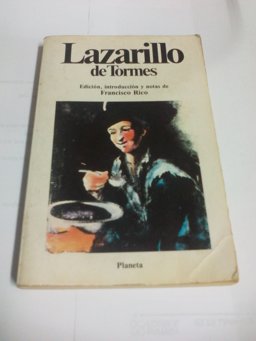 Lazarillo
de Tormes
Edición, introducción y notas de
Francisco Rico
Planeta